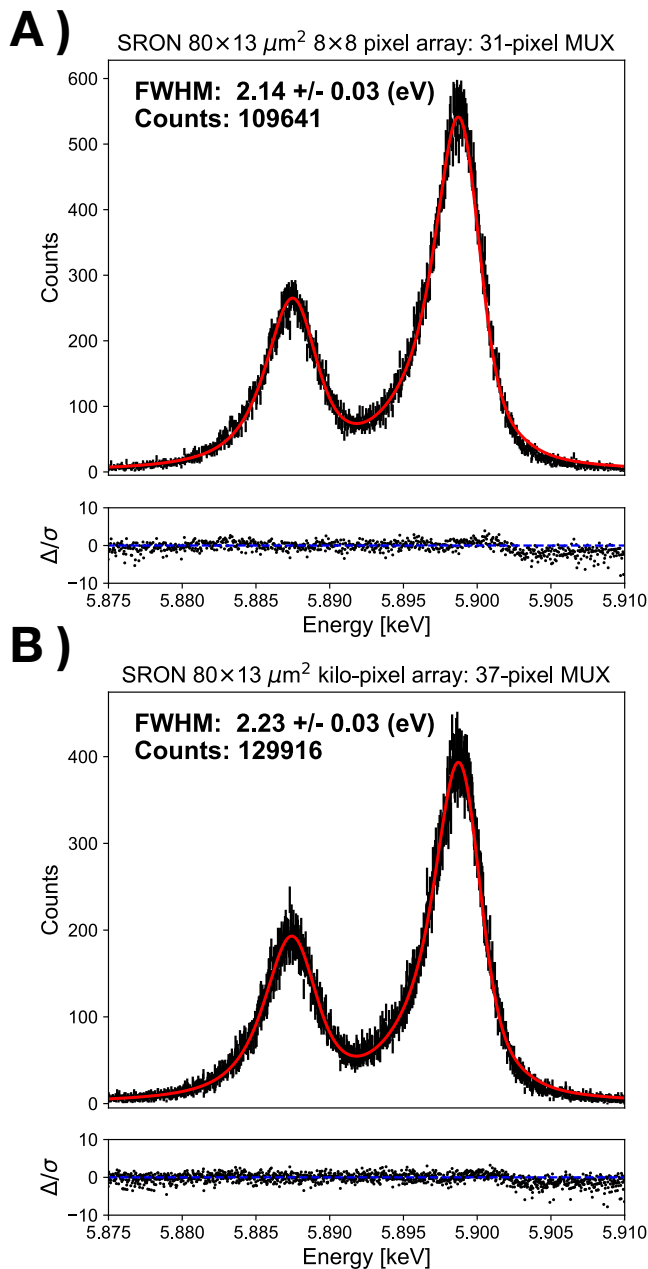 A )
SRON 80×13 μm² 8×8 pixel array: 31-pixel MUX
FWHM:  2.14 +/- 0.03 (eV)
Counts: 109641
600
500
400
300
200
100
0
Counts
10
0
−10
Δ/σ
5.875 5.880 5.885 5.890 5.895 5.900 5.905 5.910
Energy [keV]
B )
SRON 80×13 μm² kilo-pixel array: 37-pixel MUX
FWHM:  2.23 +/- 0.03 (eV)
Counts: 129916
400
300
200
100
0
Counts
10
0
−10
Δ/σ
5.875 5.880 5.885 5.890 5.895 5.900 5.905 5.910
Energy [keV]